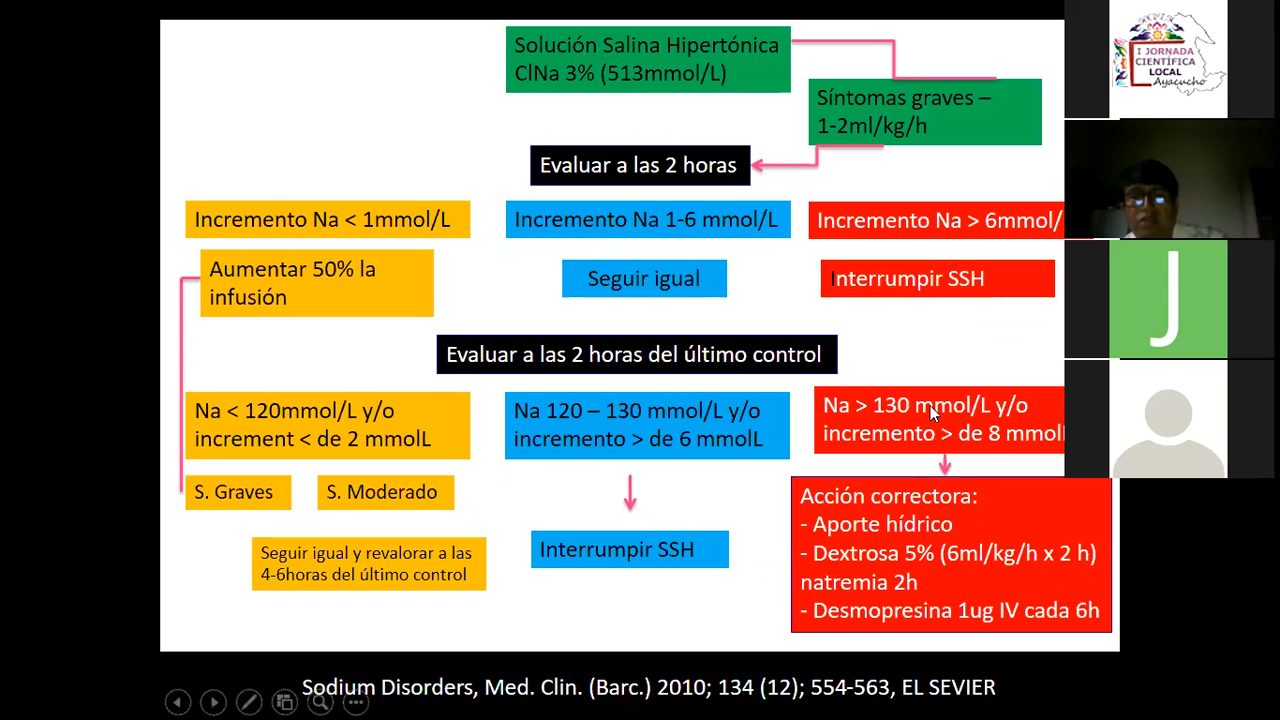 Solución Salina Hipertónica
ClNa 3% (513mmol/L)
Síntomas graves –
1-2ml/kg/h
Evaluar a las 2 horas
Incremento Na < 1mmol/L
Incremento Na 1-6 mmol/L
Incremento Na > 6mmol/
Aumentar 50% la
infusión
Seguir igual
Interrumpir SSH
Evaluar a las 2 horas del último control
Na < 120mmol/L y/o
increment < de 2 mmolL
Na 120 – 130 mmol/L y/o
incremento > de 6 mmolL
Na > 130 mmol/L y/o
incremento > de 8 mmol
S. Graves
S. Moderado
Seguir igual y revalorar a las
4-6horas del último control
Interrumpir SSH
Acción correctora:
- Aporte hídrico
- Dextrosa 5% (6ml/kg/h x 2 h)
natremia 2h
- Desmopresina 1ug IV cada 6h
Sodium Disorders, Med. Clin. (Barc.) 2010; 134 (12); 554-563, EL SEVIER
I JORNADA
CIENTÍFICA
LOCAL
Ayacucho
J